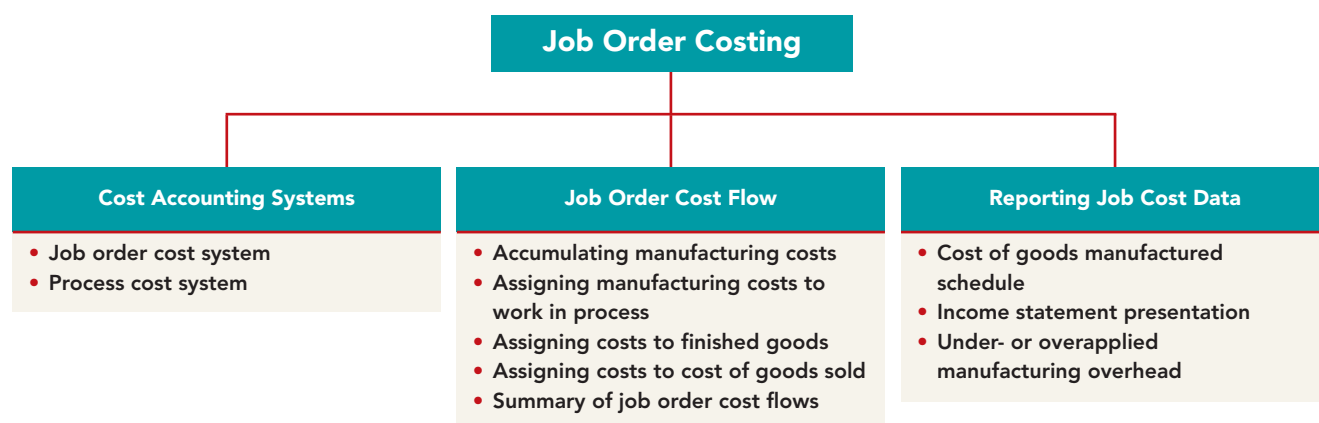 Job Order Costing
Cost Accounting Systems
• Job order cost system
• Process cost system
Job Order Cost Flow
• Accumulating manufacturing costs
• Assigning manufacturing costs to
work in process
• Assigning costs to finished goods
• Assigning costs to cost of goods sold
• Summary of job order cost flows
Reporting Job Cost Data
• Cost of goods manufactured
schedule
• Income statement presentation
• Under- or overapplied
manufacturing overhead